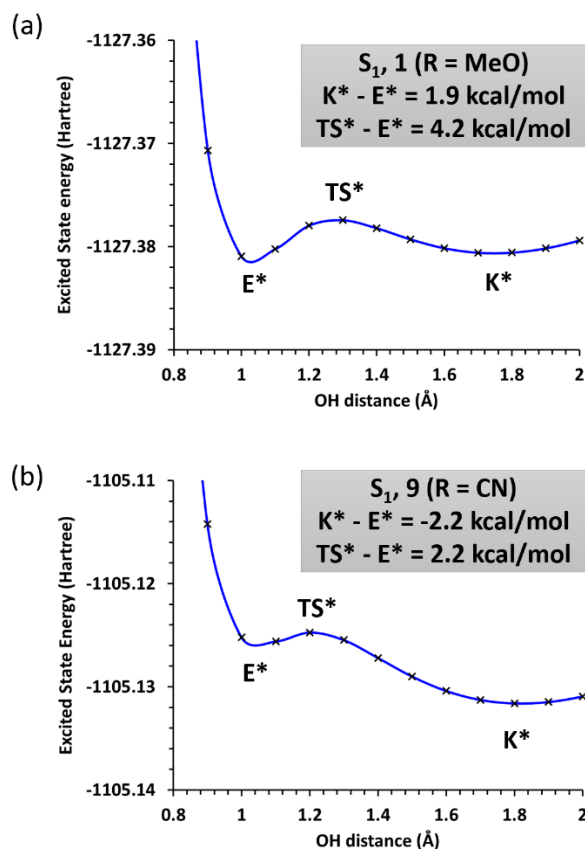 (a)
-1127.36
-1127.37
-1127.38
-1127.39
Excited State energy (Hartree)
S₁, 1 (R = MeO)
K* - E* = 1.9 kcal/mol
TS* - E* = 4.2 kcal/mol
TS*
E*
K*
0.8 1 1.2 1.4 1.6 1.8 2
OH distance (Å)
(b)
-1105.11
-1105.12
-1105.13
-1105.14
Excited State Energy (Hartree)
S₁, 9 (R = CN)
K* - E* = -2.2 kcal/mol
TS* - E* = 2.2 kcal/mol
TS*
E*
K*
0.8 1 1.2 1.4 1.6 1.8 2
OH distance (Å)